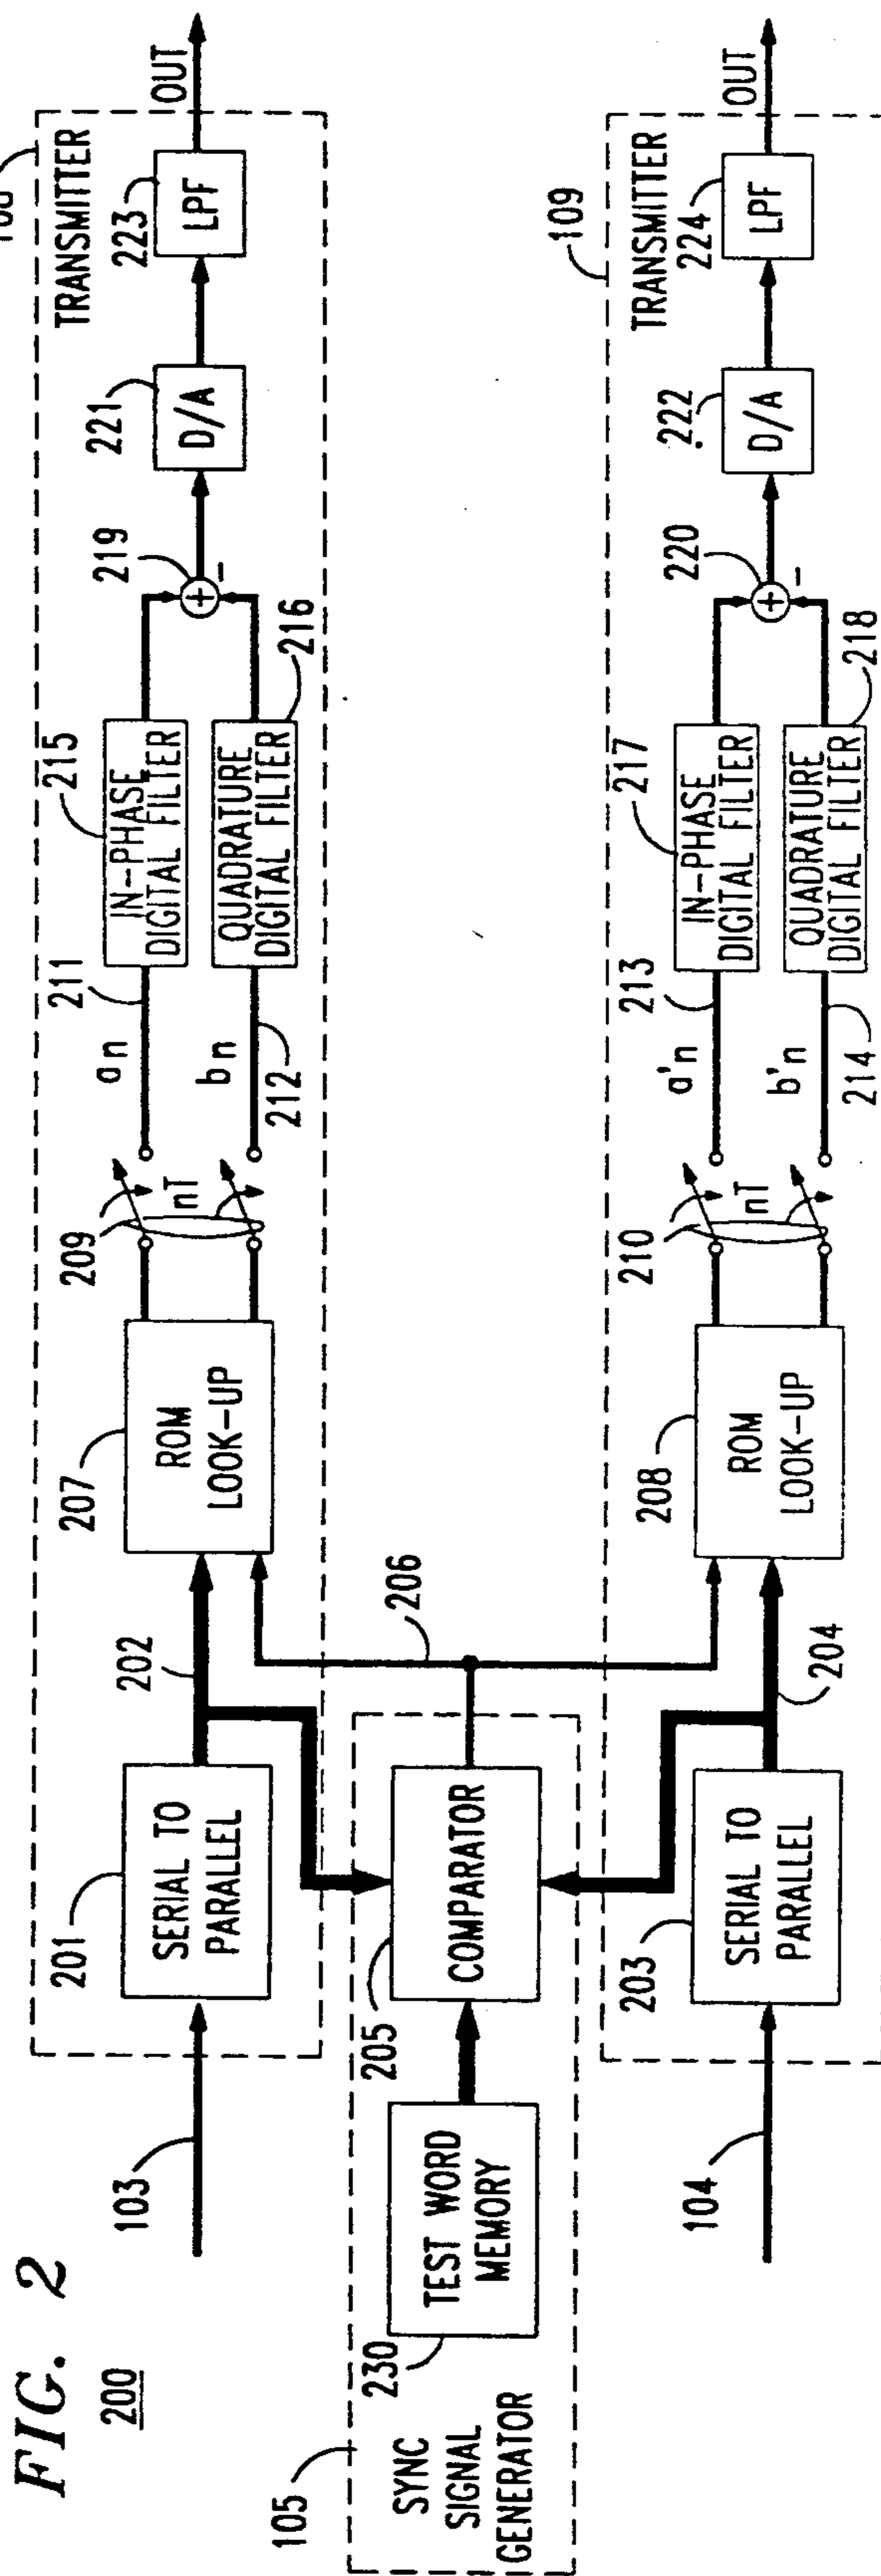 FIG. 2
200
103
201
SERIAL TO
PARALLEL
202
207
ROM
LOOK-UP
209
nT
an
211
bn
212
215
IN-PHASE
DIGITAL FILTER
QUADRATURE
DIGITAL FILTER
216
219
+
-
221
D/A
223
LPF
TRANSMITTER
OUT
105
SYNC
SIGNAL
GENERATOR
230
TEST WORD
MEMORY
205
COMPARATOR
206
104
203
SERIAL TO
PARALLEL
204
208
ROM
LOOK-UP
210
nT
a'n
213
b'n
214
217
IN-PHASE
DIGITAL FILTER
QUADRATURE
DIGITAL FILTER
218
220
+
-
222
D/A
224
LPF
109
TRANSMITTER
OUT